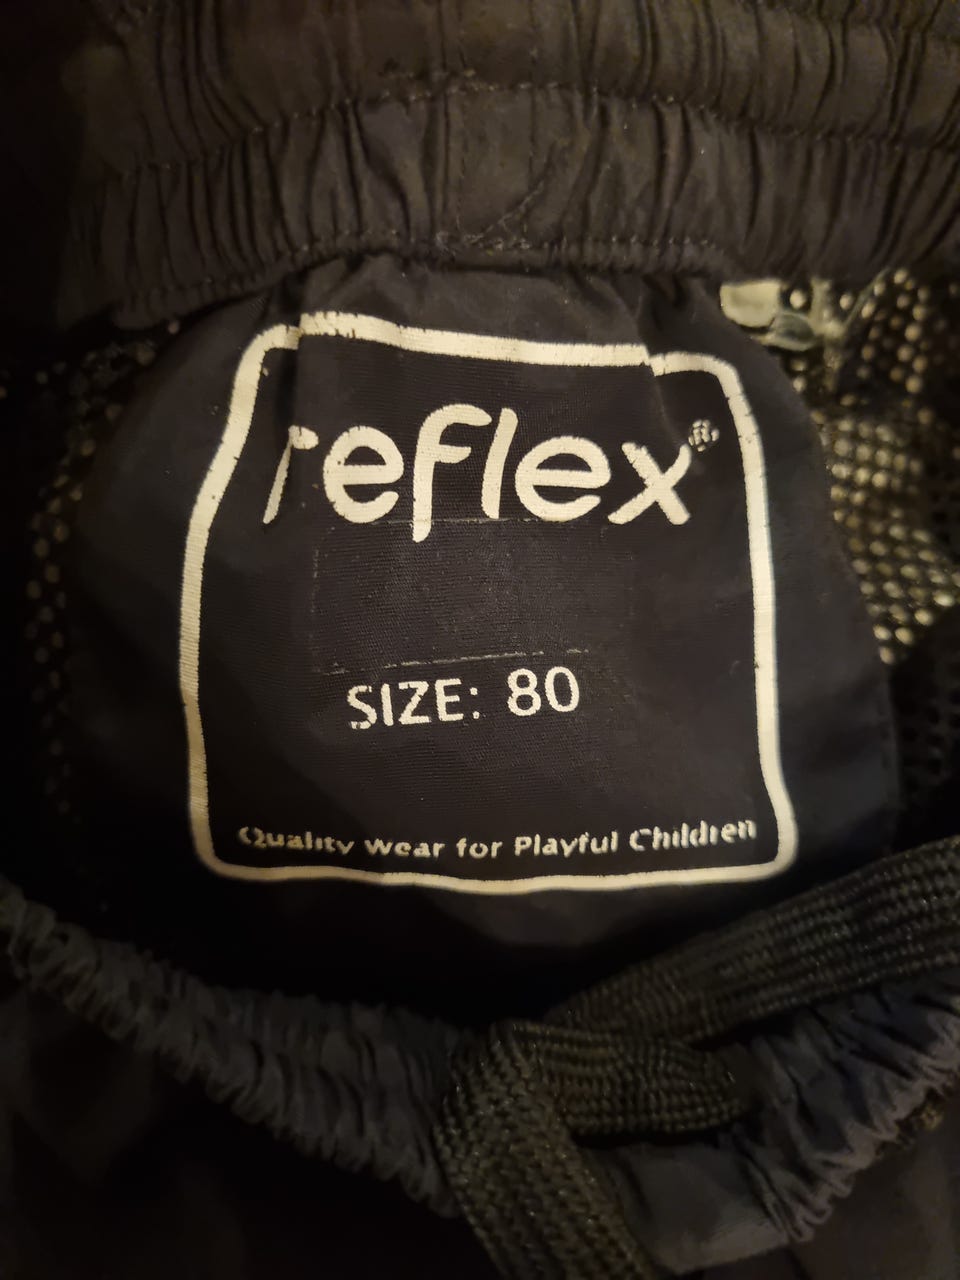 reflex®
SIZE: 80
Quality Wear for Playful Children